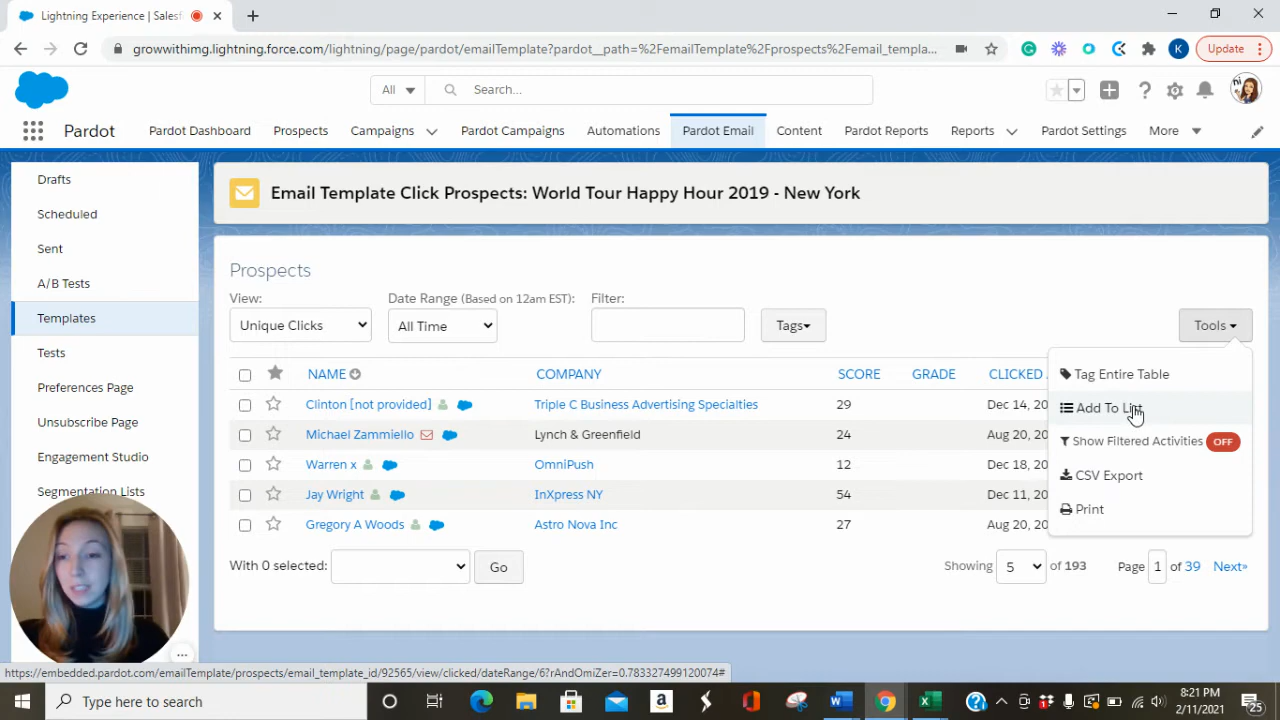 Lightning Experience | Salesf
growwithimg.lightning.force.com/lightning/page/pardot/emailTemplate?pardot__path=%2FemailTemplate%2Fprospects%2Femail_templa...
K
Update
All
Search...
hi
Pardot
Pardot Dashboard
Prospects
Campaigns
Pardot Campaigns
Automations
Pardot Email
Content
Pardot Reports
Reports
Pardot Settings
More
Drafts
Scheduled
Sent
A/B Tests
Templates
Tests
Preferences Page
Unsubscribe Page
Engagement Studio
Segmentation Lists
Email Template Click Prospects: World Tour Happy Hour 2019 - New York
Prospects
View:
Date Range (Based on 12am EST):
Filter:
Unique Clicks
All Time
Tags
Tools
NAME COMPANY SCORE GRADE CLICKED
Clinton [not provided] Triple C Business Advertising Specialties 29 Dec 14, 20
Michael Zammiello Lynch & Greenfield 24 Aug 20, 20
Warren x OmniPush 12 Dec 18, 20
Jay Wright InXpress NY 54 Dec 11, 20
Gregory A Woods Astro Nova Inc 27 Aug 20, 20
Tag Entire Table
Add To List
Show Filtered Activities OFF
CSV Export
Print
With 0 selected:
Go
Showing 5 of 193 Page 1 of 39 Next»
...
https://embedded.pardot.com/emailTemplate/prospects/email_template_id/92565/view/clicked/dateRange/6?rAndOmiZer=0.783327499120074#
Type here to search
8:21 PM
2/11/2021
25